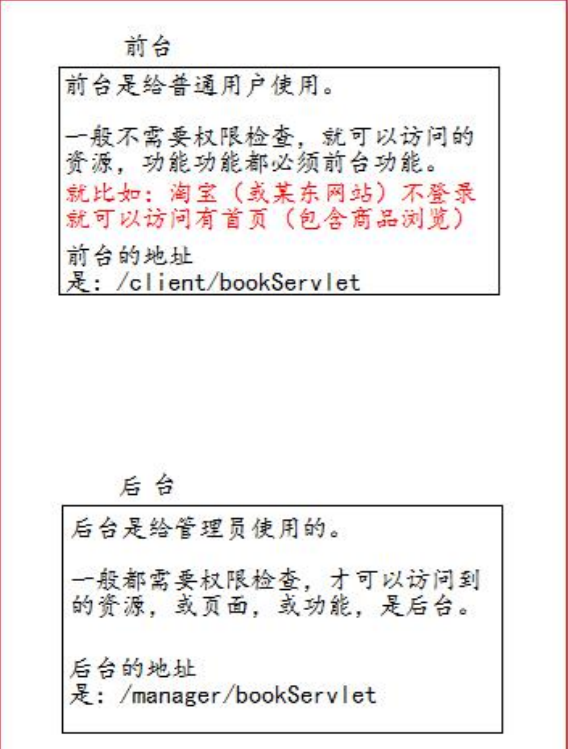 前台
前台是给普通用户使用。
一般不需要权限检查，就可以访问的
资源，功能功能都必须前台功能。
就比如：淘宝（或某东网站）不登录
就可以访问有首页（包含商品浏览）
前台的地址
是：/client/bookServlet
后 台
后台是给管理员使用的。
一般都需要权限检查，才可以访问到
的资源，或页面，或功能，是后台。
后台的地址
是：/manager/bookServlet